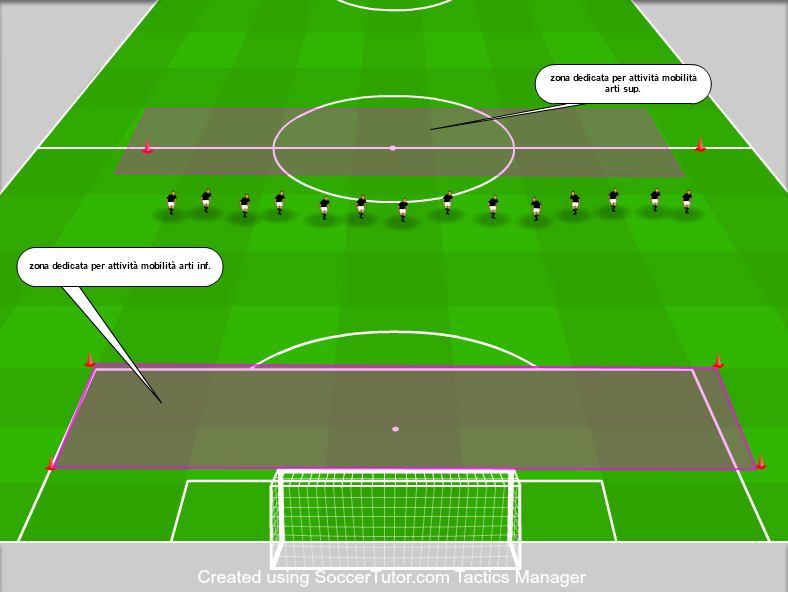 zona dedicata per attività mobilità
arti sup.
zona dedicata per attività mobilità arti inf.
Created using SoccerTutor.com Tactics Manager